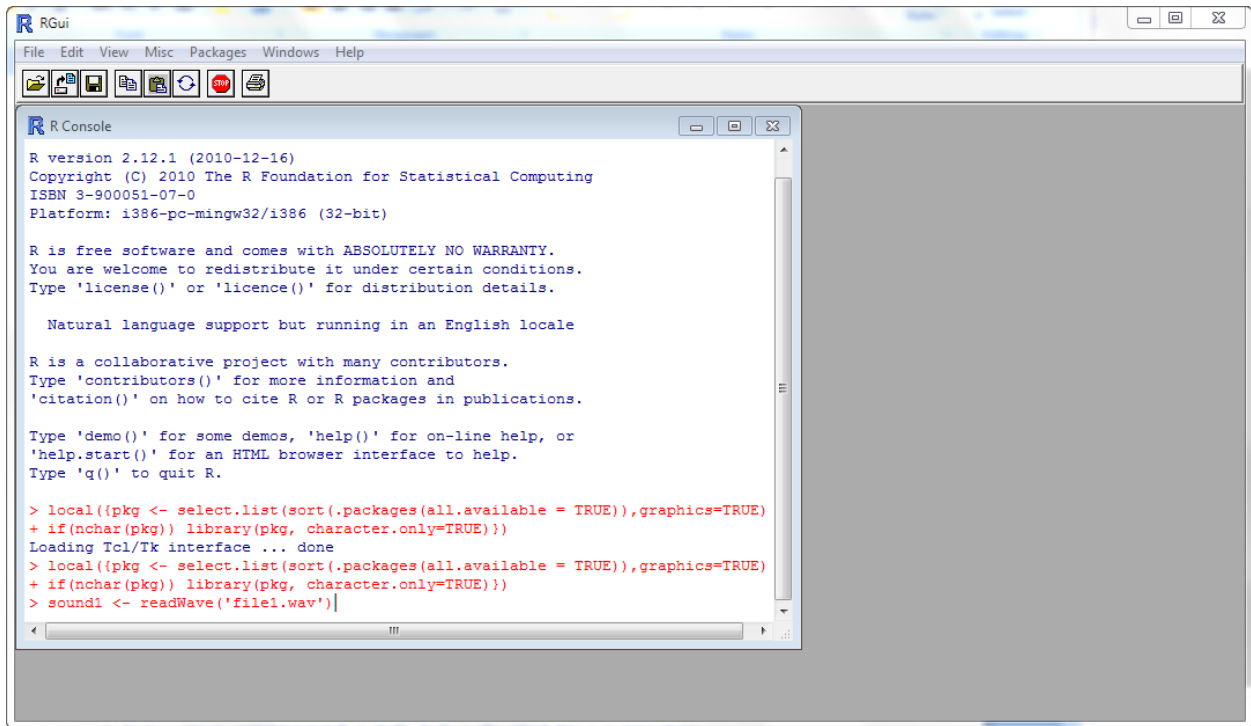 RGui
File Edit View Misc Packages Windows Help
STOP
R Console
R version 2.12.1 (2010-12-16)
Copyright (C) 2010 The R Foundation for Statistical Computing
ISBN 3-900051-07-0
Platform: i386-pc-mingw32/i386 (32-bit)
R is free software and comes with ABSOLUTELY NO WARRANTY.
You are welcome to redistribute it under certain conditions.
Type 'license()' or 'licence()' for distribution details.
Natural language support but running in an English locale
R is a collaborative project with many contributors.
Type 'contributors()' for more information and
'citation()' on how to cite R or R packages in publications.
Type 'demo()' for some demos, 'help()' for on-line help, or
'help.start()' for an HTML browser interface to help.
Type 'q()' to quit R.
> local({pkg <- select.list(sort(.packages(all.available = TRUE)),graphics=TRUE)
+ if(nchar(pkg)) library(pkg, character.only=TRUE)})
Loading Tcl/Tk interface ... done
> local({pkg <- select.list(sort(.packages(all.available = TRUE)),graphics=TRUE)
+ if(nchar(pkg)) library(pkg, character.only=TRUE)})
> sound1 <- readWave('file1.wav')